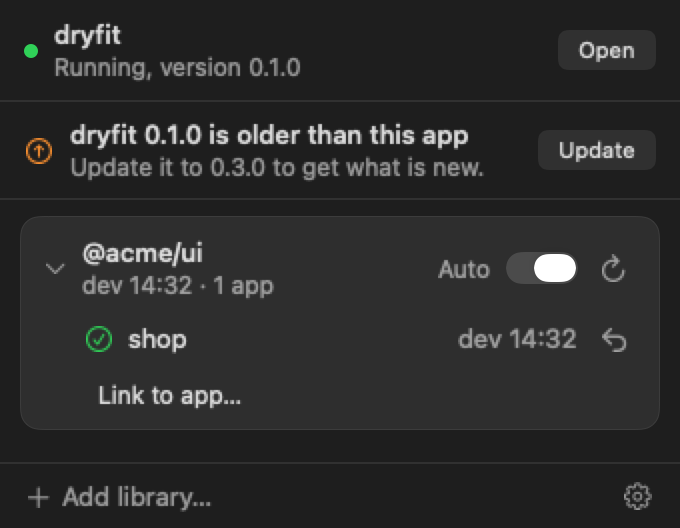 dryfit
Running, version 0.1.0
Open
dryfit 0.1.0 is older than this app
Update it to 0.3.0 to get what is new.
Update
@acme/ui
dev 14:32 · 1 app
Auto
shop
dev 14:32
Link to app...
Add library...